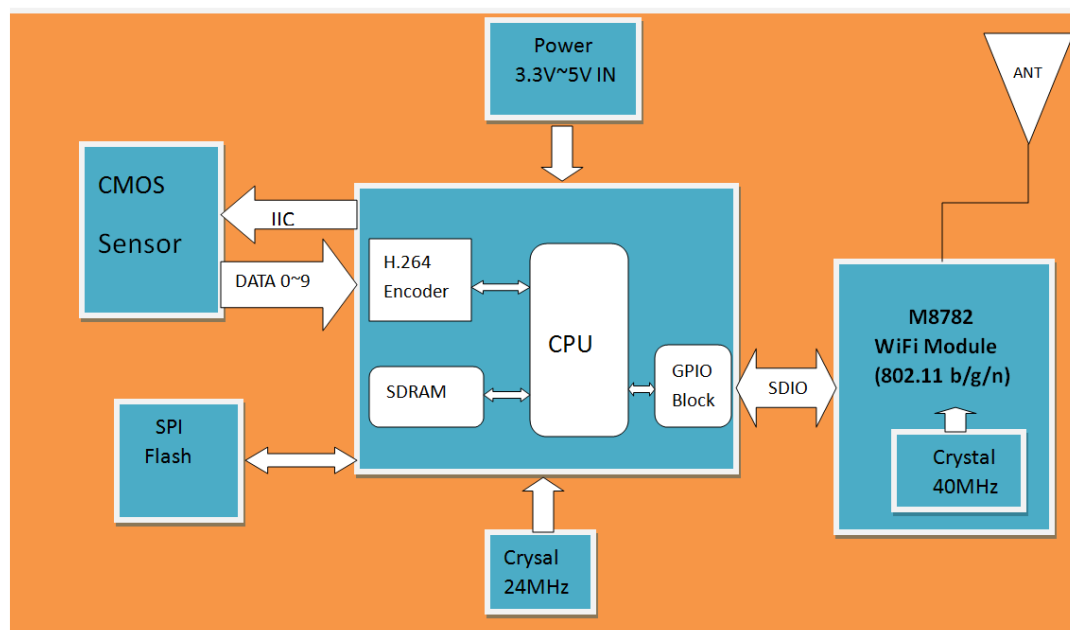 Power
3.3V~5V IN
ANT
CMOS
Sensor
IIC
DATA 0~9
H.264
Encoder
CPU
SDRAM
GPIO
Block
SDIO
M8782
WiFi Module
(802.11 b/g/n)
Crystal
40MHz
SPI
Flash
Crysal
24MHz